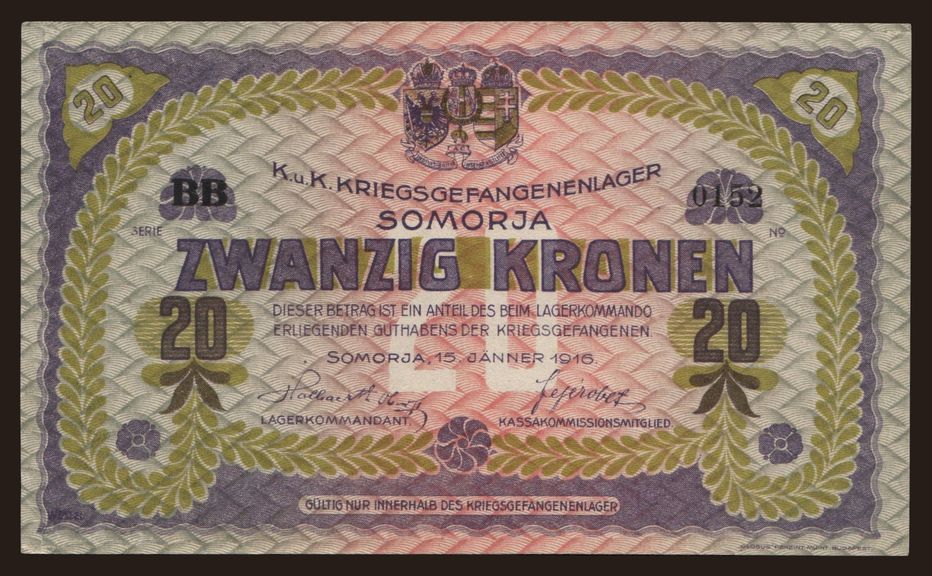 20
20
K.u.K. KRIEGSGEFANGENENLAGER
SOMORJA
BB
0152
SERIE
No
ZWANZIG KRONEN
20
20
20
DIESER BETRAG IST EIN ANTEIL DES BEIM LAGERKOMMANDO
ERLIEGENDEN GUTHABENS DER KRIEGSGEFANGENEN.
SOMORJA, 15. JÄNNER 1916.
LAGERKOMMANDANT.
KASSAKOMMISSIONSMITGLIED.
GÜLTIG NUR INNERHALB DES KRIEGSGEFANGENENLAGER